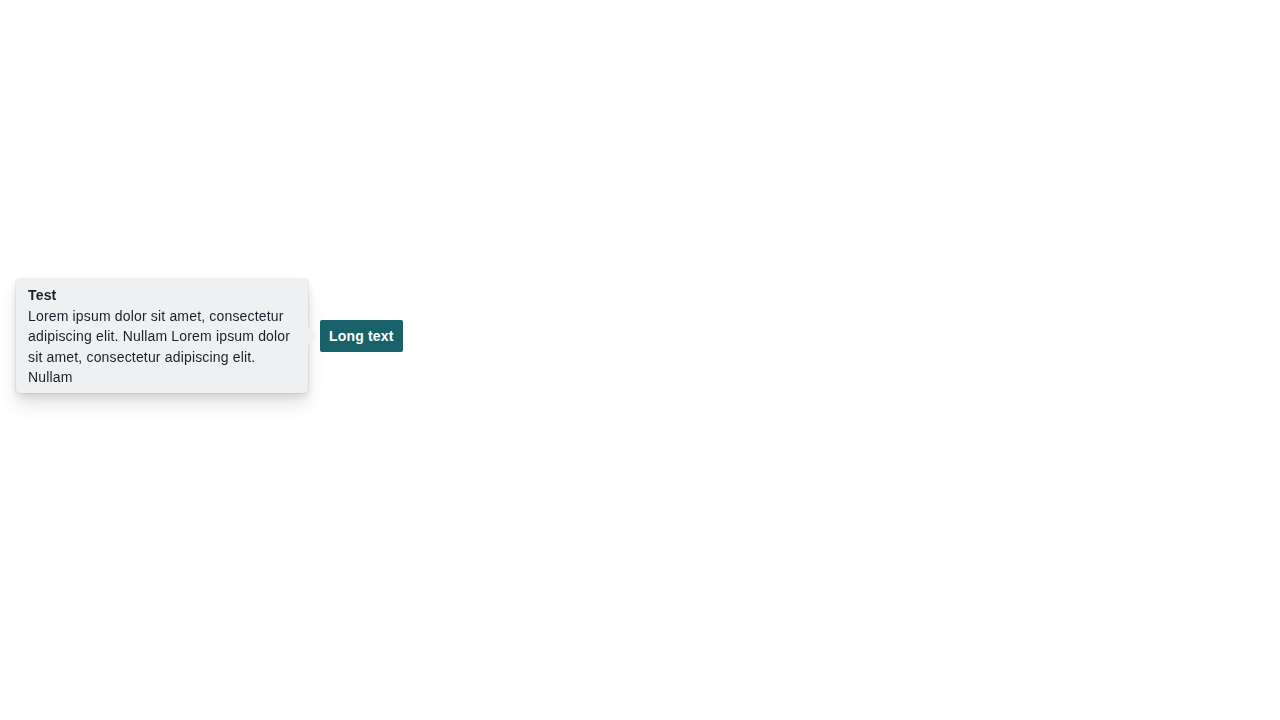 Test
Lorem ipsum dolor sit amet, consectetur
adipiscing elit. Nullam Lorem ipsum dolor
sit amet, consectetur adipiscing elit.
Nullam
Long text